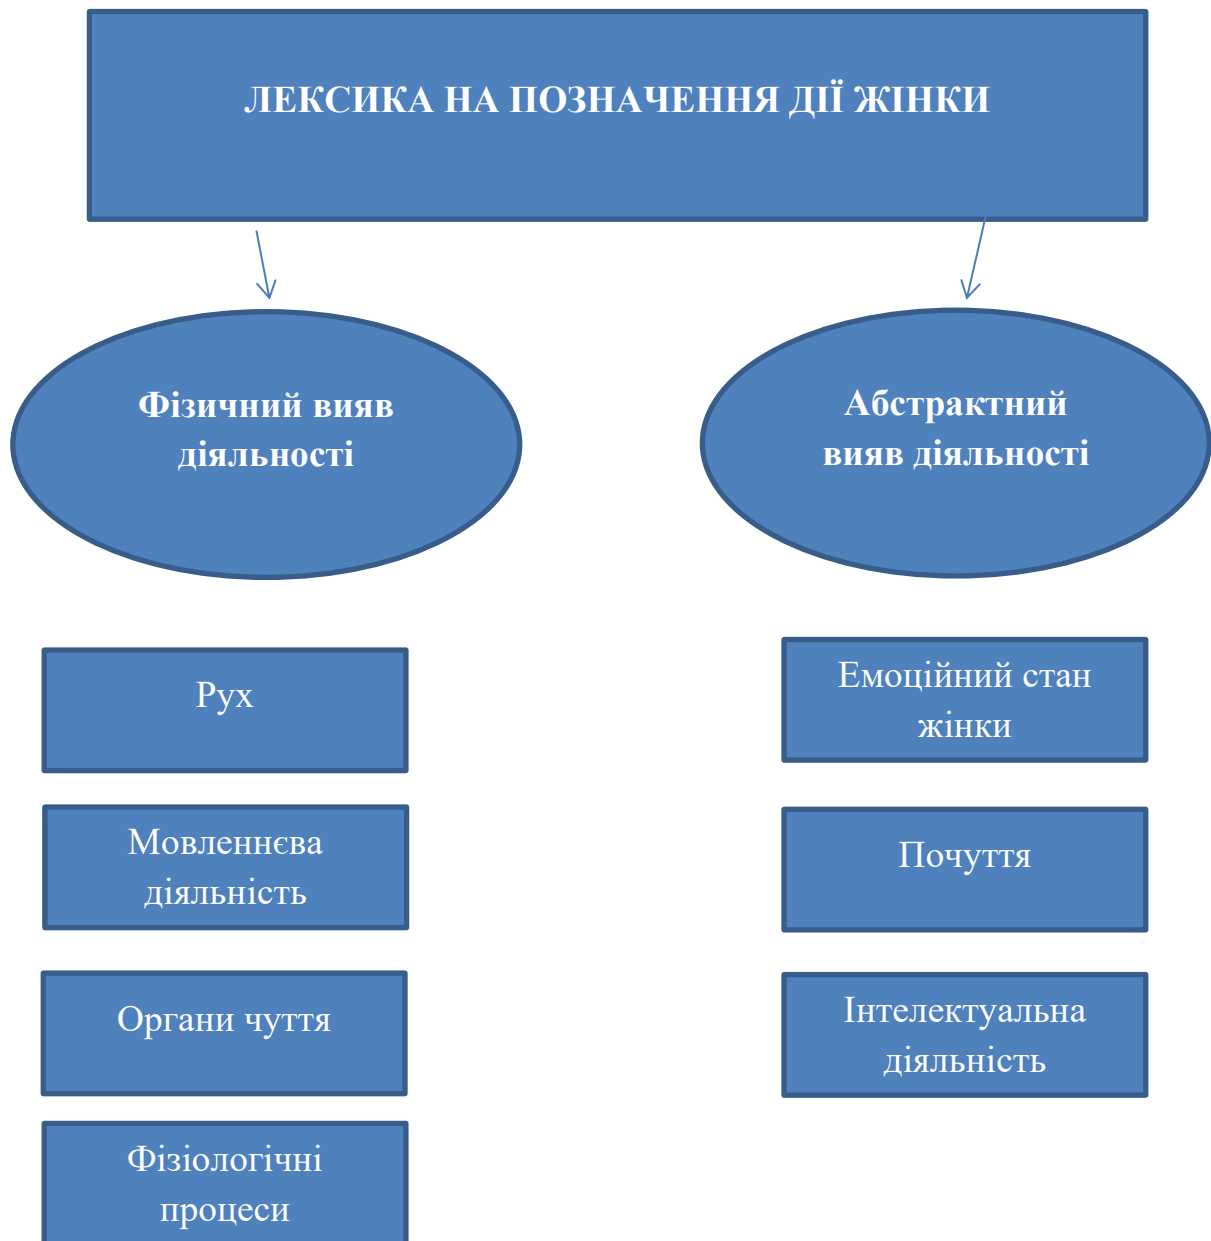 ЛЕКСИКА НА ПОЗНАЧЕННЯ ДІЇ ЖІНКИ
Фізичний вияв
діяльності
Абстрактний
вияв діяльності
Рух
Мовленнєва
діяльність
Органи чуття
Фізіологічні
процеси
Емоційний стан
жінки
Почуття
Інтелектуальна
діяльність